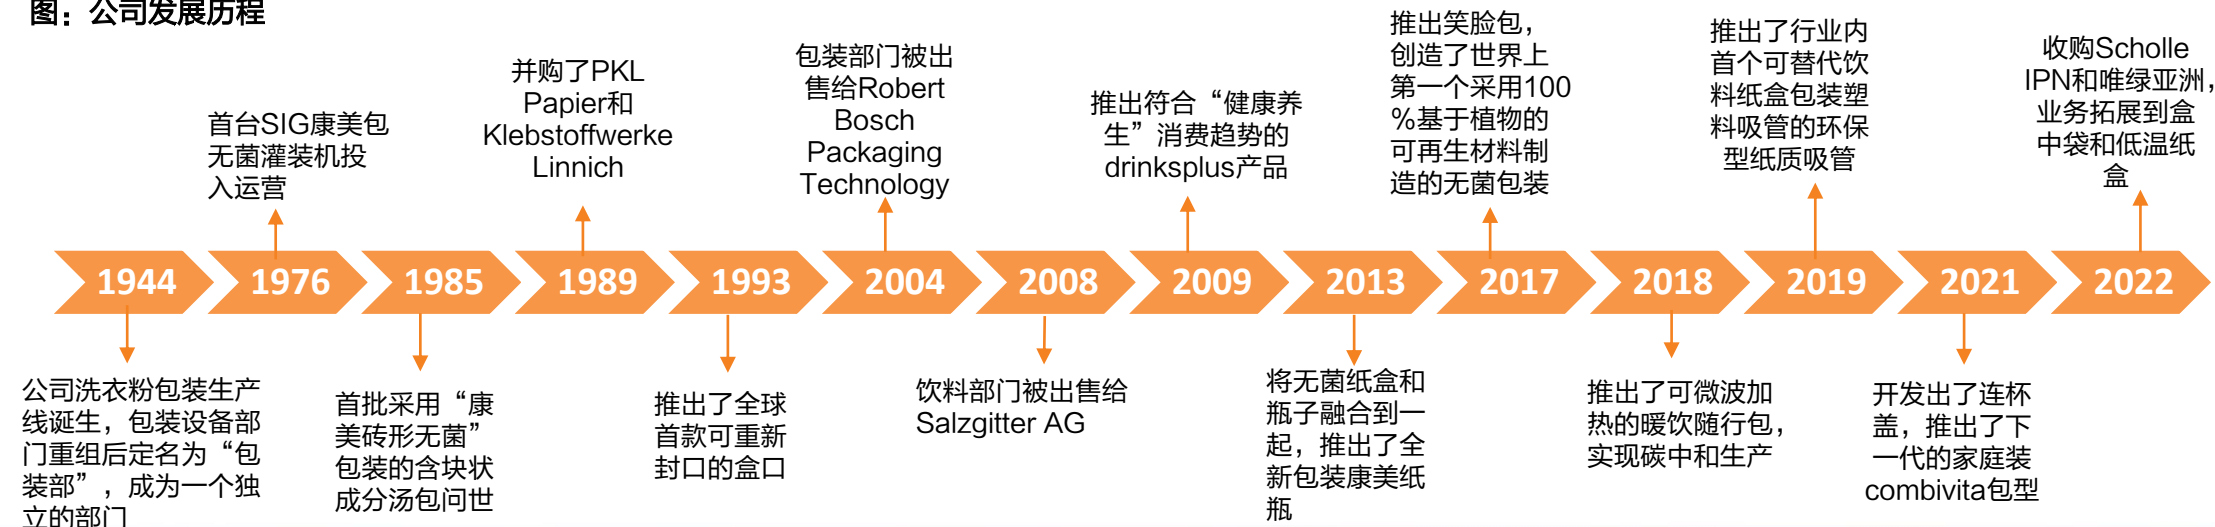 图：公司发展历程
首台SIG康美包
无菌灌装机投
入运营
并购了PKL
Papier和
Klebstoffwerke
Linnich
包装部门被出
售给Robert
Bosch
Packaging
Technology
推出符合“健康养
生”消费趋势的
drinksplus产品
推出笑脸包，
创造了世界上
第一个采用100
%基于植物的
可再生材料制
造的无菌包装
推出了行业内
首个可替代饮
料纸盒包装塑
料吸管的环保
型纸质吸管
收购Scholle
IPN和唯绿亚洲，
业务拓展到盒
中袋和低温纸
盒
1944
1976
1985
1989
1993
2004
2008
2009
2013
2017
2018
2019
2021
2022
公司洗衣粉包装生产
线诞生，包装设备部
门重组后定名为“包
装部”，成为一个独
立的部门
首批采用“康
美砖形无菌”
包装的含块状
成分汤包问世
推出了全球
首款可重新
封口的盒口
饮料部门被出售给
Salzgitter AG
将无菌纸盒和
瓶子融合到一
起，推出了全
新包装康美纸
瓶
推出了可微波加
热的暖饮随行包，
实现碳中和生产
开发出了连杯
盖，推出了下
一代的家庭装
combivita包型